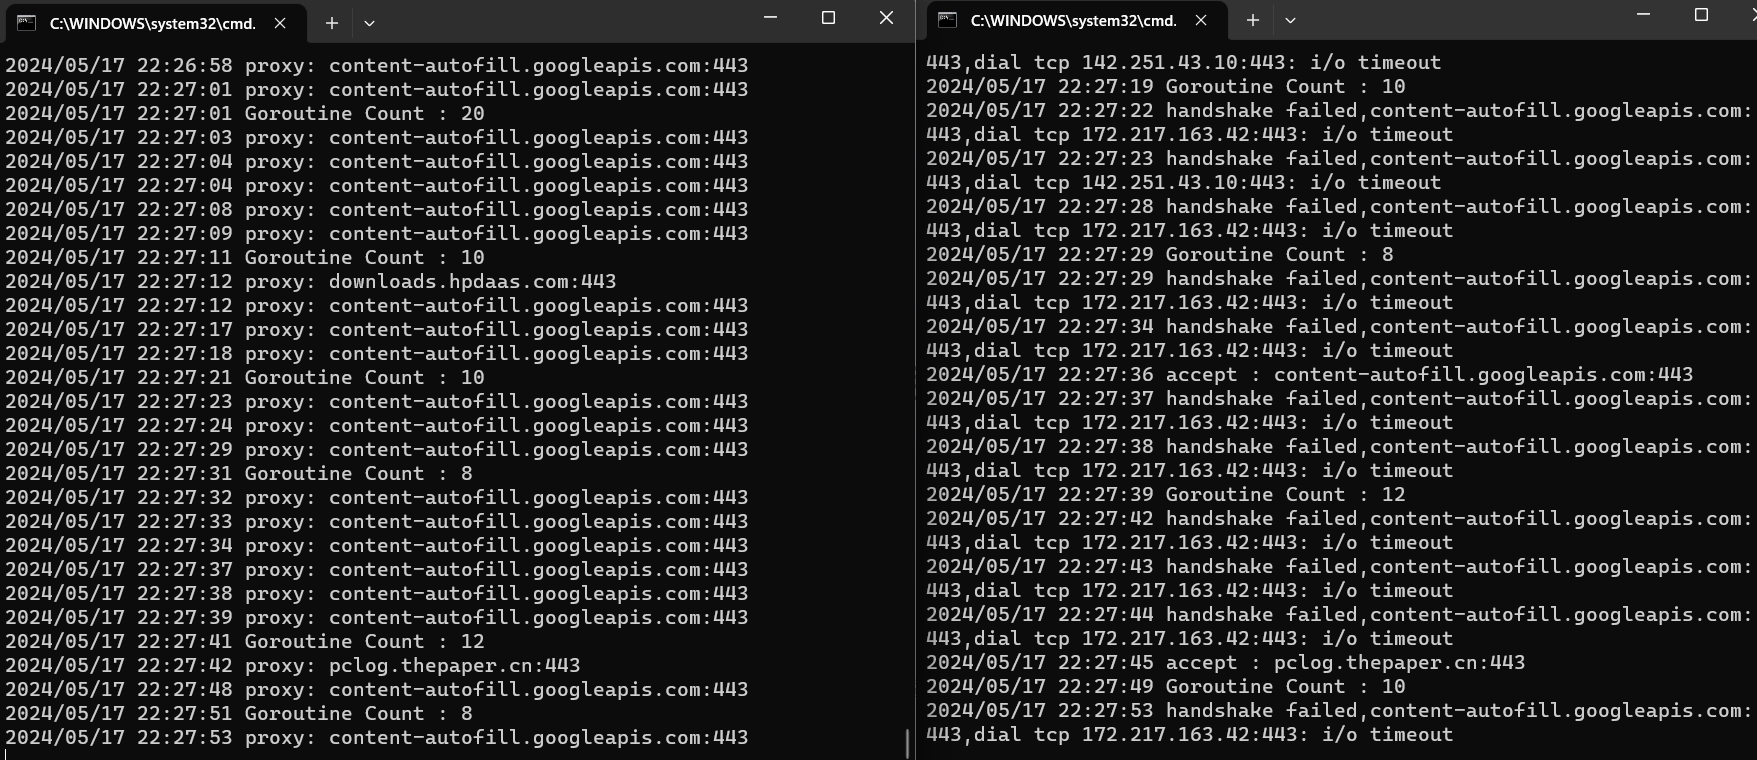 C:\WINDOWS\system32\cmd.
2024/05/17 22:26:58 proxy: content-autofill.googleapis.com:443
2024/05/17 22:27:01 proxy: content-autofill.googleapis.com:443
2024/05/17 22:27:01 Goroutine Count : 20
2024/05/17 22:27:03 proxy: content-autofill.googleapis.com:443
2024/05/17 22:27:04 proxy: content-autofill.googleapis.com:443
2024/05/17 22:27:04 proxy: content-autofill.googleapis.com:443
2024/05/17 22:27:08 proxy: content-autofill.googleapis.com:443
2024/05/17 22:27:09 proxy: content-autofill.googleapis.com:443
2024/05/17 22:27:11 Goroutine Count : 10
2024/05/17 22:27:12 proxy: downloads.hpdaas.com:443
2024/05/17 22:27:12 proxy: content-autofill.googleapis.com:443
2024/05/17 22:27:17 proxy: content-autofill.googleapis.com:443
2024/05/17 22:27:18 proxy: content-autofill.googleapis.com:443
2024/05/17 22:27:21 Goroutine Count : 10
2024/05/17 22:27:23 proxy: content-autofill.googleapis.com:443
2024/05/17 22:27:24 proxy: content-autofill.googleapis.com:443
2024/05/17 22:27:29 proxy: content-autofill.googleapis.com:443
2024/05/17 22:27:31 Goroutine Count : 8
2024/05/17 22:27:32 proxy: content-autofill.googleapis.com:443
2024/05/17 22:27:33 proxy: content-autofill.googleapis.com:443
2024/05/17 22:27:34 proxy: content-autofill.googleapis.com:443
2024/05/17 22:27:37 proxy: content-autofill.googleapis.com:443
2024/05/17 22:27:38 proxy: content-autofill.googleapis.com:443
2024/05/17 22:27:39 proxy: content-autofill.googleapis.com:443
2024/05/17 22:27:41 Goroutine Count : 12
2024/05/17 22:27:42 proxy: pclog.thepaper.cn:443
2024/05/17 22:27:48 proxy: content-autofill.googleapis.com:443
2024/05/17 22:27:51 Goroutine Count : 8
2024/05/17 22:27:53 proxy: content-autofill.googleapis.com:443
C:\WINDOWS\system32\cmd.
443,dial tcp 142.251.43.10:443: i/o timeout
2024/05/17 22:27:19 Goroutine Count : 10
2024/05/17 22:27:22 handshake failed,content-autofill.googleapis.com:
443,dial tcp 172.217.163.42:443: i/o timeout
2024/05/17 22:27:23 handshake failed,content-autofill.googleapis.com:
443,dial tcp 142.251.43.10:443: i/o timeout
2024/05/17 22:27:28 handshake failed,content-autofill.googleapis.com:
443,dial tcp 172.217.163.42:443: i/o timeout
2024/05/17 22:27:29 Goroutine Count : 8
2024/05/17 22:27:29 handshake failed,content-autofill.googleapis.com:
443,dial tcp 172.217.163.42:443: i/o timeout
2024/05/17 22:27:34 handshake failed,content-autofill.googleapis.com:
443,dial tcp 172.217.163.42:443: i/o timeout
2024/05/17 22:27:36 accept : content-autofill.googleapis.com:443
2024/05/17 22:27:37 handshake failed,content-autofill.googleapis.com:
443,dial tcp 172.217.163.42:443: i/o timeout
2024/05/17 22:27:38 handshake failed,content-autofill.googleapis.com:
443,dial tcp 172.217.163.42:443: i/o timeout
2024/05/17 22:27:39 Goroutine Count : 12
2024/05/17 22:27:42 handshake failed,content-autofill.googleapis.com:
443,dial tcp 172.217.163.42:443: i/o timeout
2024/05/17 22:27:43 handshake failed,content-autofill.googleapis.com:
443,dial tcp 172.217.163.42:443: i/o timeout
2024/05/17 22:27:44 handshake failed,content-autofill.googleapis.com:
443,dial tcp 172.217.163.42:443: i/o timeout
2024/05/17 22:27:45 accept : pclog.thepaper.cn:443
2024/05/17 22:27:49 Goroutine Count : 10
2024/05/17 22:27:53 handshake failed,content-autofill.googleapis.com:
443,dial tcp 172.217.163.42:443: i/o timeout